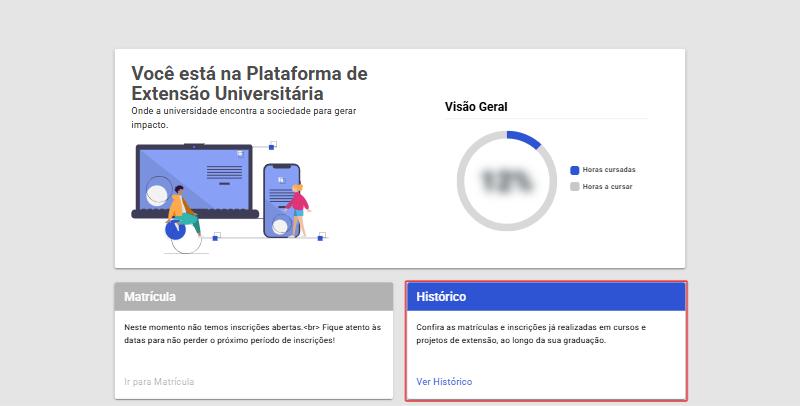 Você está na Plataforma de
Extensão Universitária
Onde a universidade encontra a sociedade para gerar
impacto.
Visão Geral
Horas cursadas
Horas a cursar
Matrícula
Neste momento não temos inscrições abertas.<br> Fique atento às
datas para não perder o próximo período de inscrições!
Ir para Matrícula
Histórico
Confira as matrículas e inscrições já realizadas em cursos e
projetos de extensão, ao longo da sua graduação.
Ver Histórico